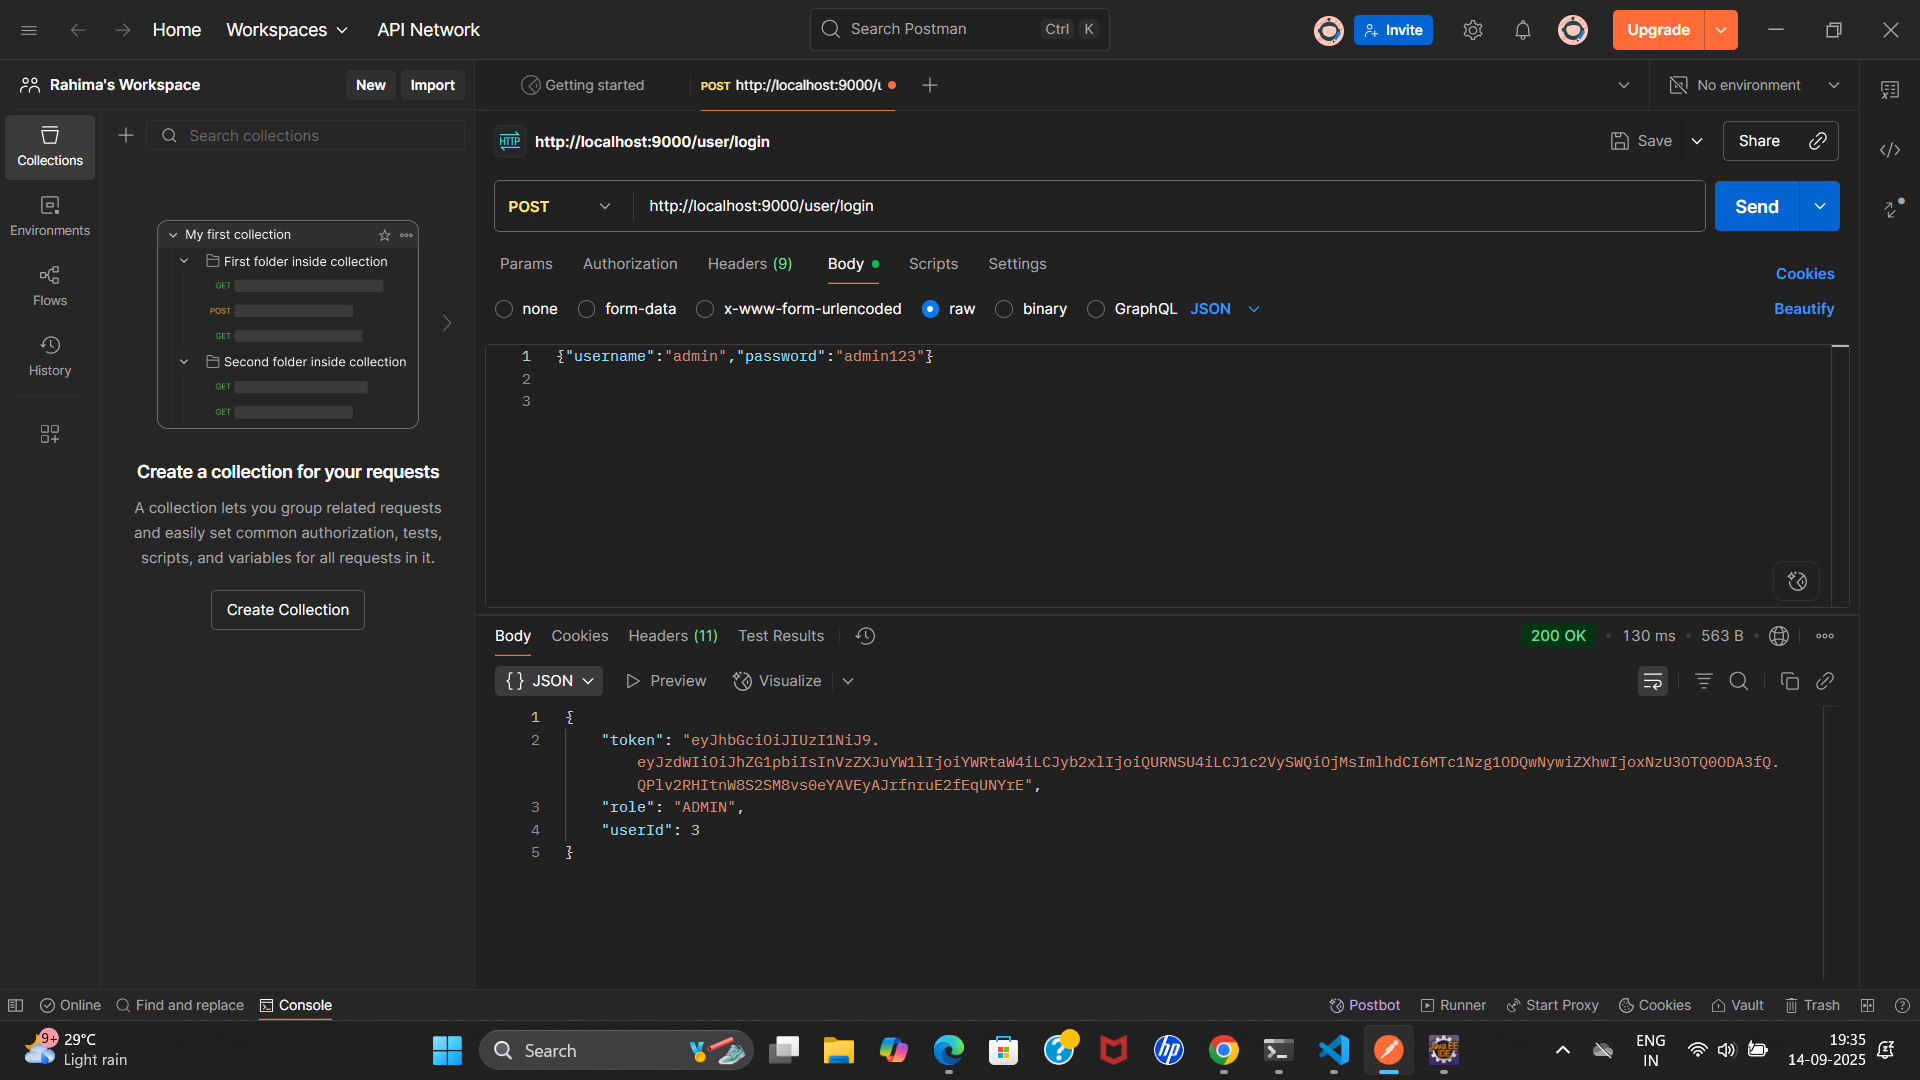 Home Workspaces API Network Search Postman Ctrl K Invite Upgrade
Rahima's Workspace New Import Getting started POST http://localhost:9000/u No environment
Search collections
Collections
Environments
Flows
History
My first collection
First folder inside collection
GET
POST
GET
Second folder inside collection
GET
GET
Create a collection for your requests
A collection lets you group related requests
and easily set common authorization, tests,
scripts, and variables for all requests in it.
Create Collection
HTTP http://localhost:9000/user/login Save Share
POST http://localhost:9000/user/login Send
Params Authorization Headers (9) Body Scripts Settings Cookies
none form-data x-www-form-urlencoded raw binary GraphQL JSON Beautify
1 {"username":"admin","password":"admin123"}
2
3
Body Cookies Headers (11) Test Results 200 OK 130 ms 563 B
{} JSON Preview Visualize
1 {
2 "token": "eyJhbGciOiJIUzI1NiJ9.
eyJzdWIiOiJhZG1pbiIsInVzZXJuYW1lIjoiYWRtaW4iLCJyb2xlIjoiQURNSU4iLCJ1c2VySWQiOjMsImlhdCI6MTc1Nzg1ODQwNywiZXhwIjoxNzU3OTQ0ODA3fQ.
QPlv2RHItnW8S2SM8vs0eYAVEyAJrfnruE2fEqUNYrE",
3 "role": "ADMIN",
4 "userId": 3
5 }
Online Find and replace Console Postbot Runner Start Proxy Cookies Vault Trash
9+ 29°C
Light rain
Search
hp
Java EE
IDE
ENG
IN
19:35
14-09-2025